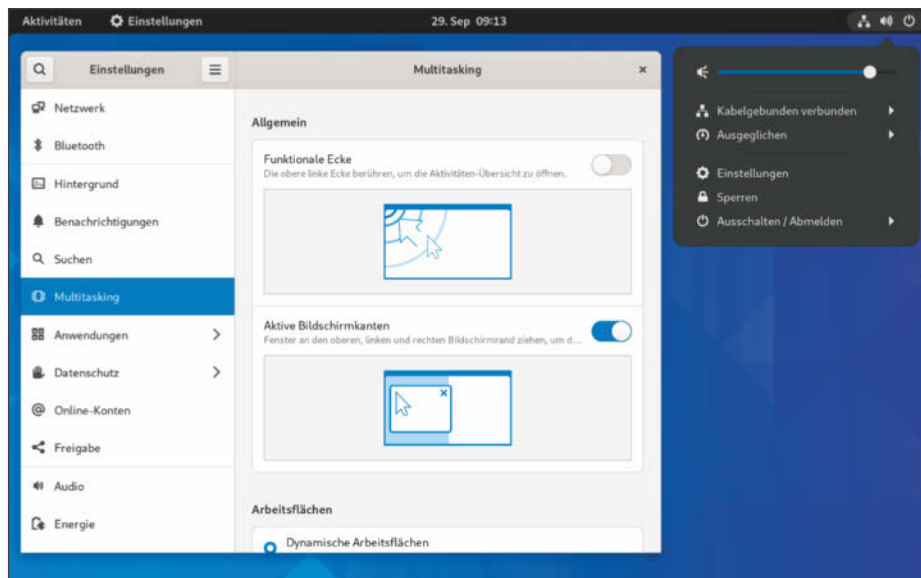 Aktivitäten
Einstellungen
29. Sep 09:13
Einstellungen
Multitasking
Netzwerk
Bluetooth
Hintergrund
Benachrichtigungen
Suchen
Multitasking
Anwendungen
Datenschutz
Online-Konten
Freigabe
Audio
Energie
Allgemein
Funktionale Ecke
Die obere linke Ecke berühren, um die Aktivitäten-Übersicht zu öffnen.
Aktive Bildschirmkanten
Fenster an den oberen, linken und rechten Bildschirmrand ziehen, um d…
Arbeitsflächen
Dynamische Arbeitsflächen
Kabelgebunden verbunden
Ausgeglichen
Einstellungen
Sperren
Ausschalten / Abmelden